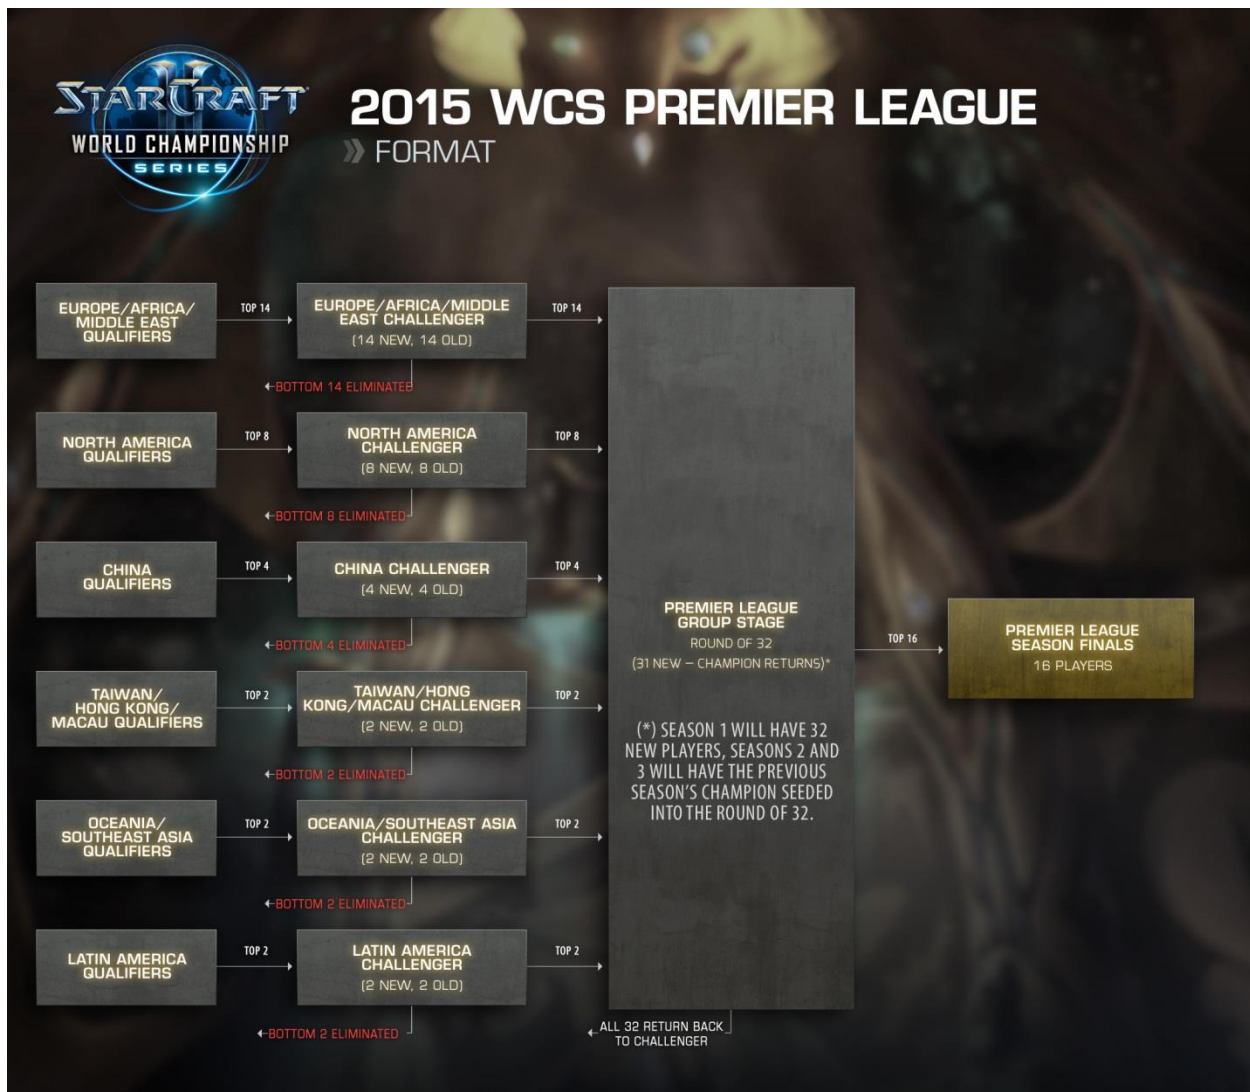 STARCRAFT
II
WORLD CHAMPIONSHIP
SERIES
2015 WCS PREMIER LEAGUE
FORMAT
EUROPE/AFRICA/
MIDDLE EAST
QUALIFIERS
TOP 14
EUROPE/AFRICA/MIDDLE
EAST CHALLENGER
(14 NEW, 14 OLD)
TOP 14
BOTTOM 14 ELIMINATED
NORTH AMERICA
QUALIFIERS
TOP 8
NORTH AMERICA
CHALLENGER
(8 NEW, 8 OLD)
TOP 8
BOTTOM 8 ELIMINATED
CHINA
QUALIFIERS
TOP 4
CHINA CHALLENGER
(4 NEW, 4 OLD)
TOP 4
BOTTOM 4 ELIMINATED
TAIWAN/
HONG KONG/
MACAU QUALIFIERS
TOP 2
TAIWAN/HONG
KONG/MACAU CHALLENGER
(2 NEW, 2 OLD)
TOP 2
BOTTOM 2 ELIMINATED
OCEANIA/
SOUTHEAST ASIA
QUALIFIERS
TOP 2
OCEANIA/SOUTHEAST ASIA
CHALLENGER
(2 NEW, 2 OLD)
TOP 2
BOTTOM 2 ELIMINATED
LATIN AMERICA
QUALIFIERS
TOP 2
LATIN AMERICA
CHALLENGER
(2 NEW, 2 OLD)
TOP 2
BOTTOM 2 ELIMINATED
PREMIER LEAGUE
GROUP STAGE
ROUND OF 32
(31 NEW – CHAMPION RETURNS)*
(*) SEASON 1 WILL HAVE 32
NEW PLAYERS, SEASONS 2 AND
3 WILL HAVE THE PREVIOUS
SEASON'S CHAMPION SEEDED
INTO THE ROUND OF 32.
ALL 32 RETURN BACK
TO CHALLENGER
TOP 16
PREMIER LEAGUE
SEASON FINALS
16 PLAYERS